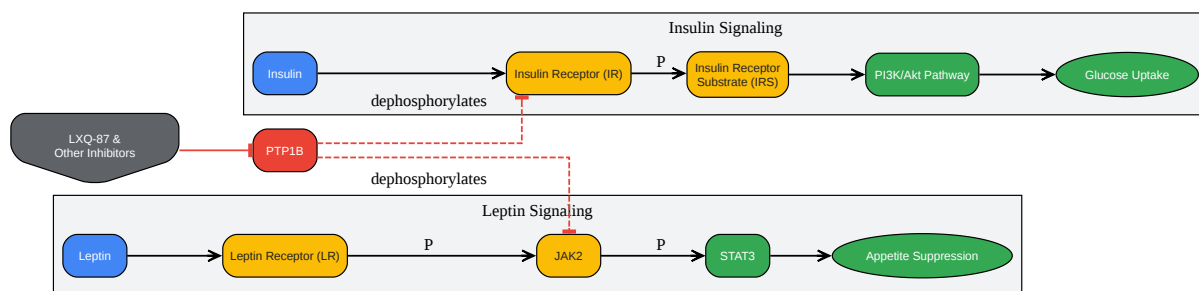 Insulin Signaling
Insulin
Insulin Receptor (IR)
P
Insulin Receptor
Substrate (IRS)
PI3K/Akt Pathway
Glucose Uptake
dephosphorylates
LXQ-87 &
Other Inhibitors
PTP1B
dephosphorylates
Leptin Signaling
Leptin
Leptin Receptor (LR)
P
JAK2
P
STAT3
Appetite Suppression